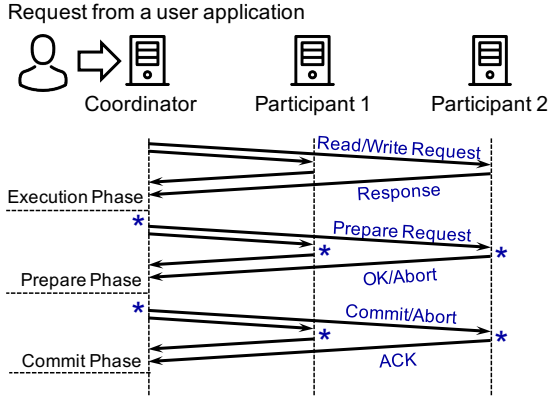 Request from a user application
Coordinator
Participant 1
Participant 2
Read/Write Request
Response
Execution Phase
*
Prepare Request
*
*
OK/Abort
Prepare Phase
*
Commit/Abort
*
*
ACK
Commit Phase